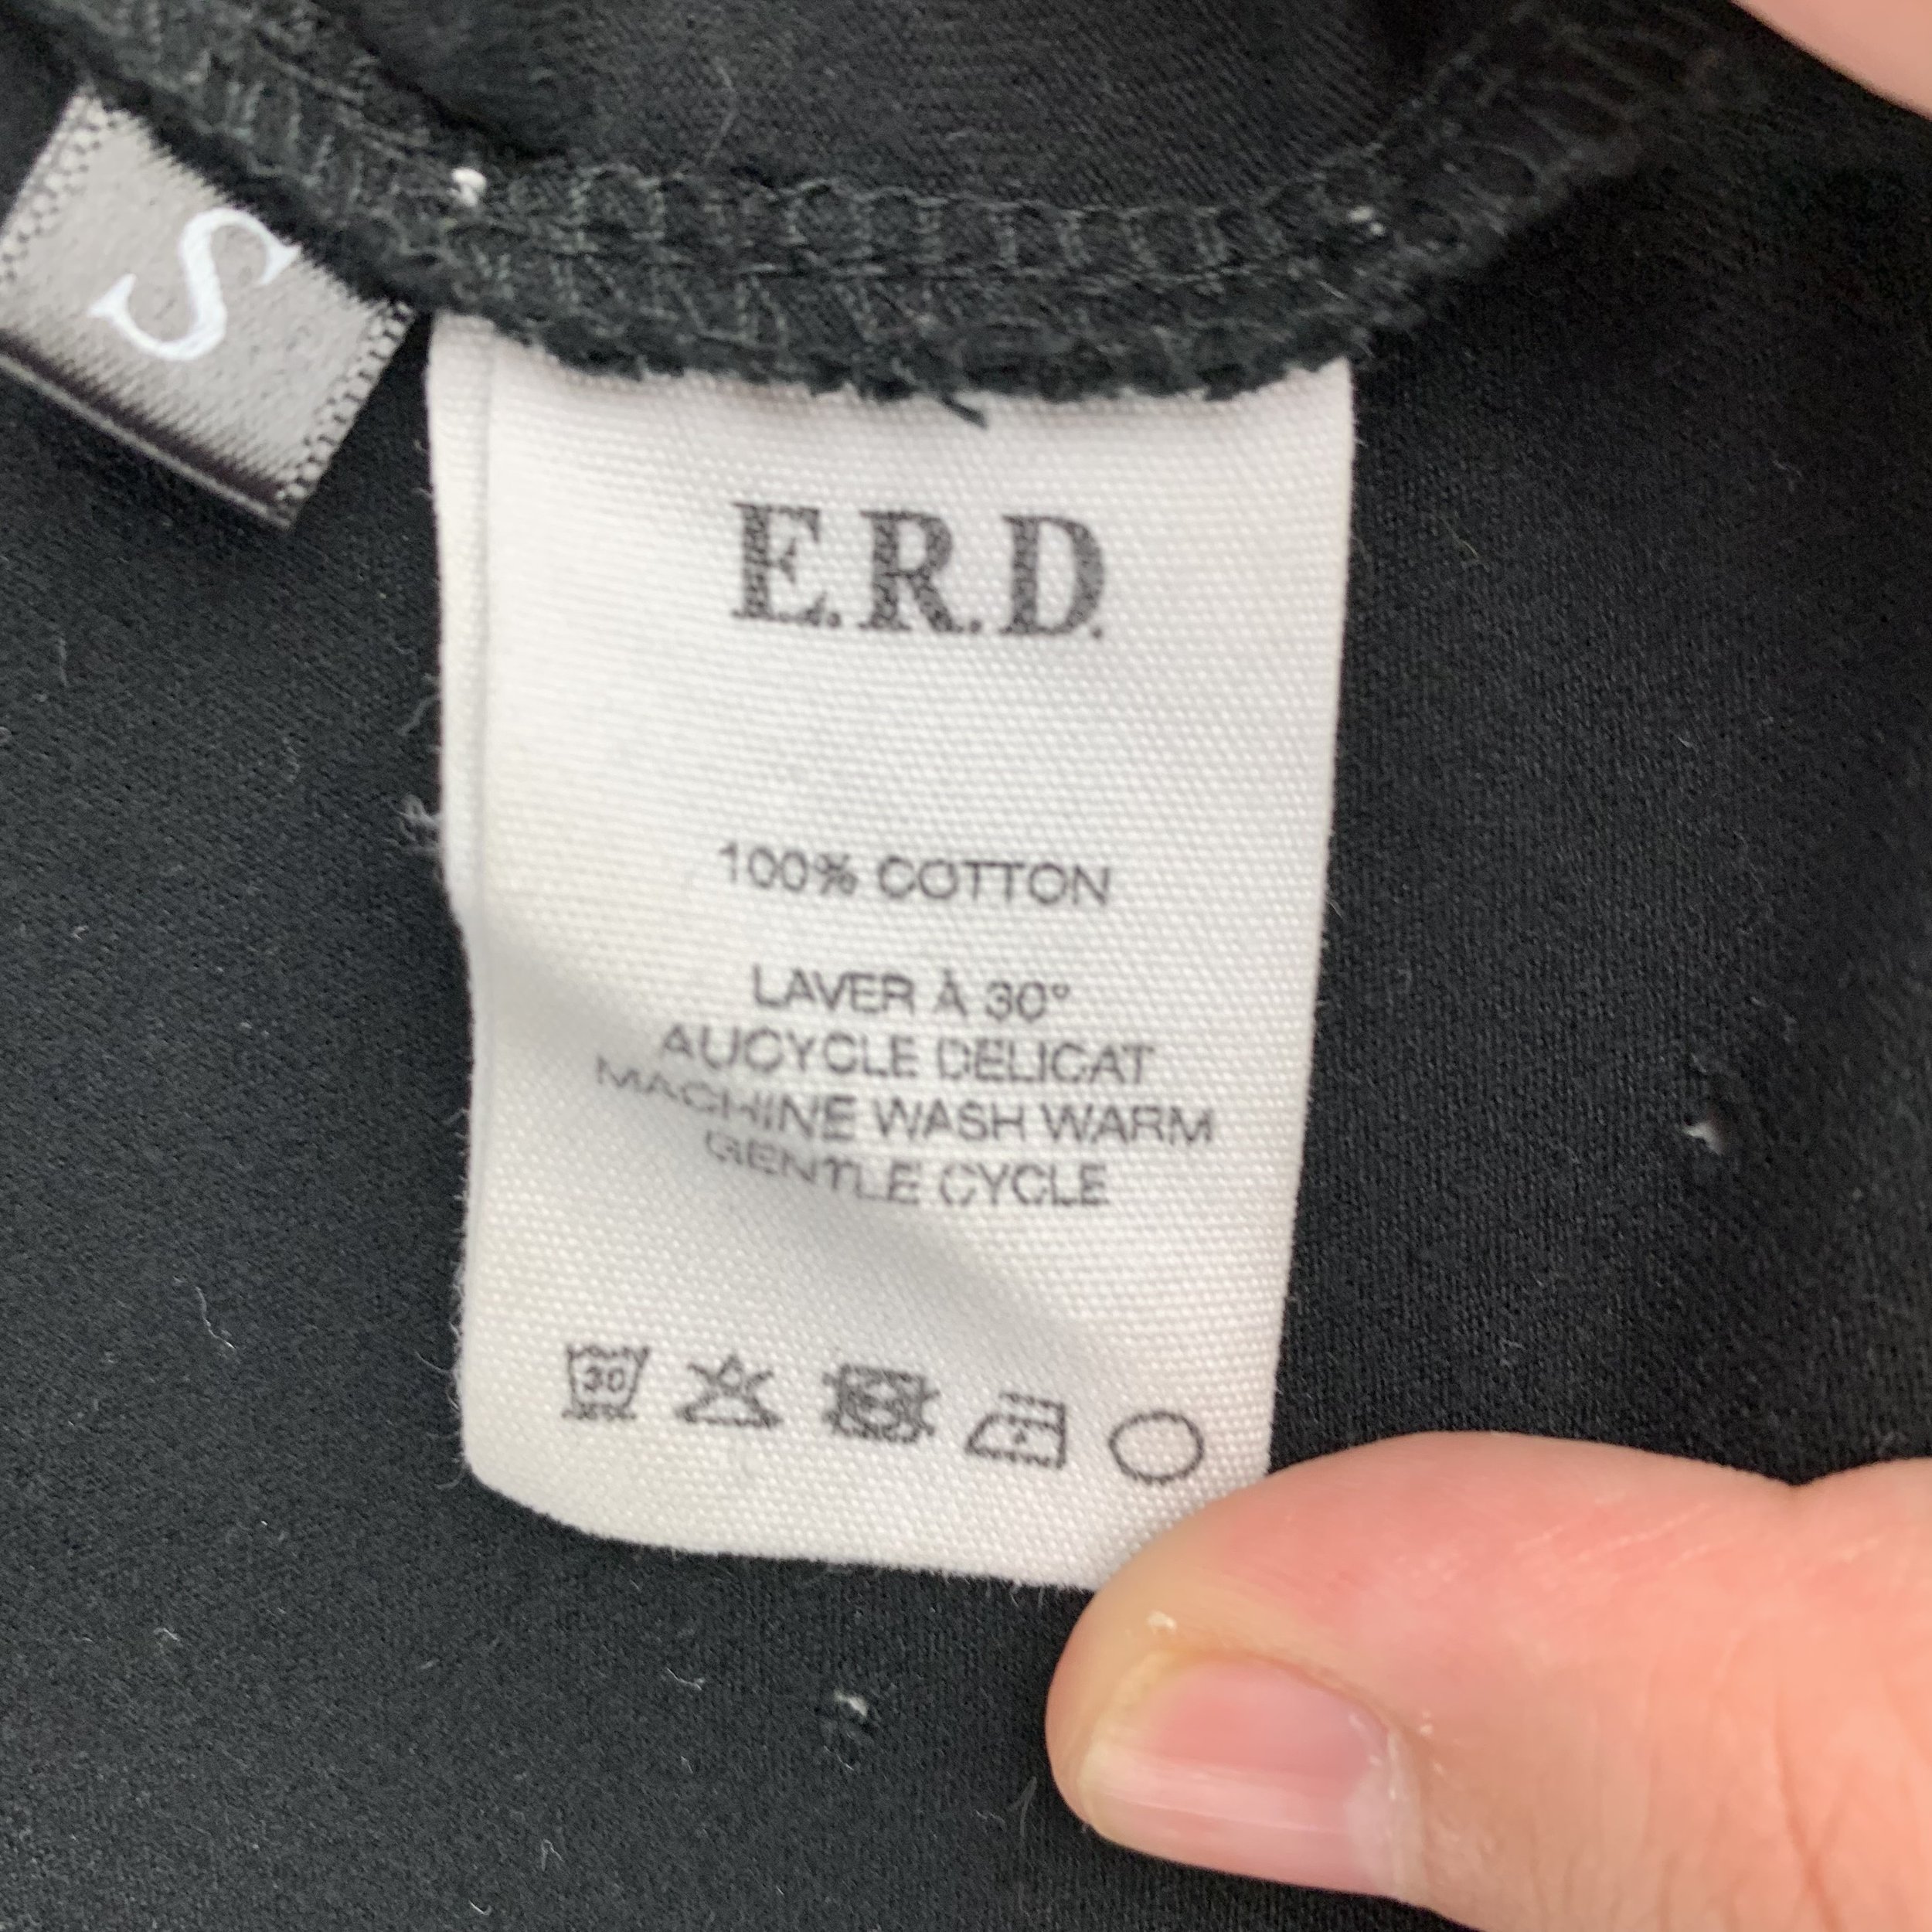 S
E.R.D.
100% COTTON
LAVER À 30°
AUCYCLE DELICAT
MACHINE WASH WARM
GENTLE CYCLE
30